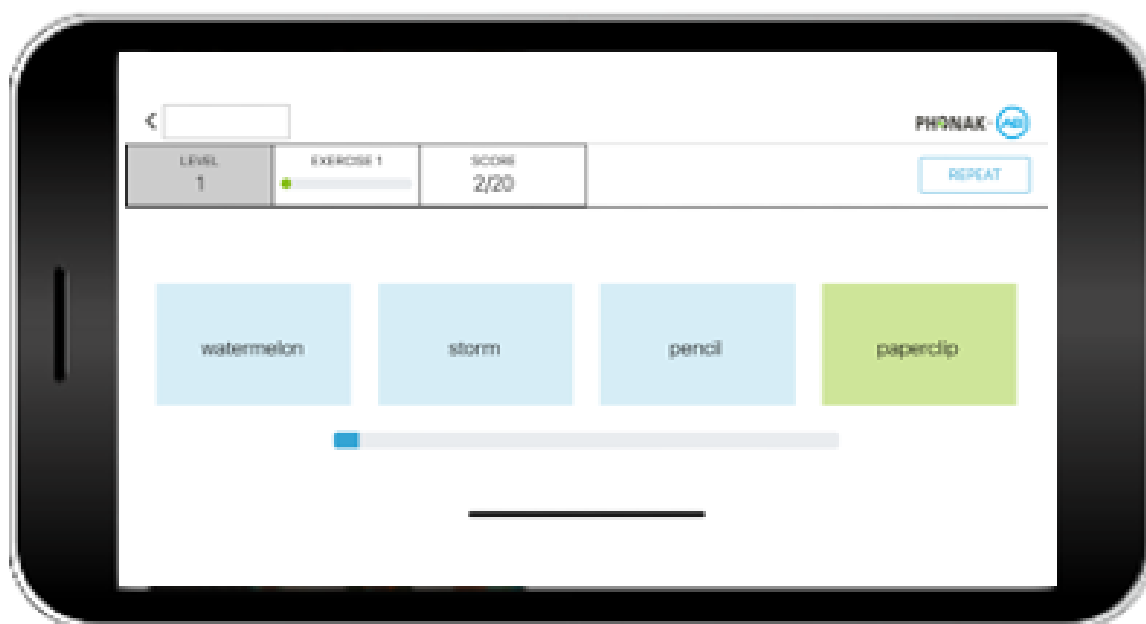 PHONAK AB
LEVEL EXERCISE 1 SCORE REPEAT
1 2/20
watermelon storm pencil paperclip